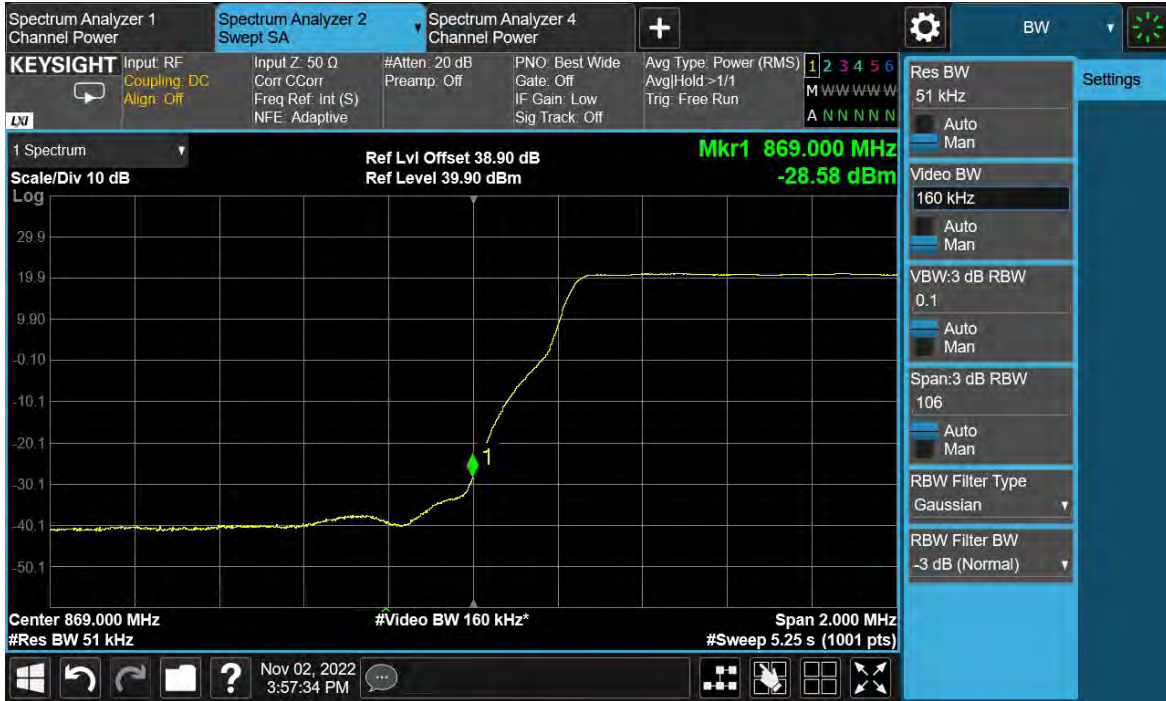 Spectrum Analyzer 1
Channel Power
Spectrum Analyzer 2
Swept SA
Spectrum Analyzer 4
Channel Power
BW
KEYSIGHT
LXI
Input: RF
Coupling: DC
Align: Off
Input Z: 50 Ω
Corr CCorr
Freq Ref: Int (S)
NFE: Adaptive
#Atten: 20 dB
Preamp: Off
PNO: Best Wide
Gate: Off
IF Gain: Low
Sig Track: Off
Avg Type: Power (RMS)
Avg|Hold:>1/1
Trig: Free Run
1 2 3 4 5 6
M W W W W W
A N N N N N
1 Spectrum
Scale/Div 10 dB
Log
Ref Lvl Offset 38.90 dB
Ref Level 39.90 dBm
Mkr1 869.000 MHz
-28.58 dBm
29.9
19.9
9.90
-0.10
-10.1
-20.1
-30.1
-40.1
-50.1
1
Center 869.000 MHz
#Res BW 51 kHz
#Video BW 160 kHz*
Span 2.000 MHz
#Sweep 5.25 s (1001 pts)
Res BW
51 kHz
Auto
Man
Video BW
160 kHz
Auto
Man
VBW:3 dB RBW
0.1
Auto
Man
Span:3 dB RBW
106
Auto
Man
RBW Filter Type
Gaussian
RBW Filter BW
-3 dB (Normal)
Settings
?
Nov 02, 2022
3:57:34 PM